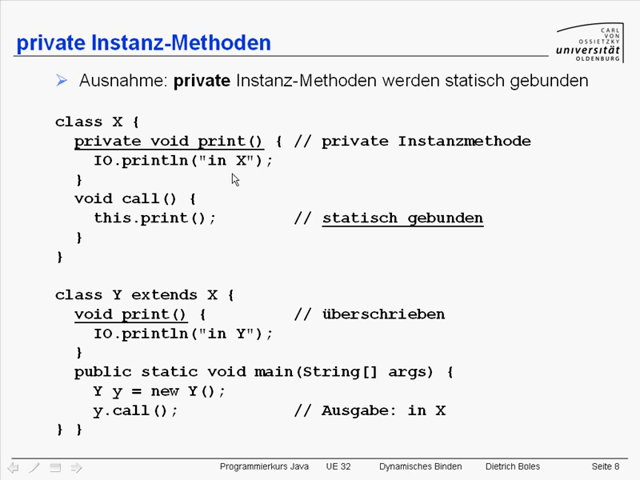 private Instanz-Methoden
CARL
VON
OSSIETZKY
universität
OLDENBURG
Ausnahme: private Instanz-Methoden werden statisch gebunden
class X {
private void print() { // private Instanzmethode
IO.println("in X");
}
void call() {
this.print(); // statisch gebunden
}
}
class Y extends X {
void print() { // überschrieben
IO.println("in Y");
}
public static void main(String[] args) {
Y y = new Y();
y.call(); // Ausgabe: in X
} }
Programmierkurs Java UE 32 Dynamisches Binden Dietrich Boles Seite 8